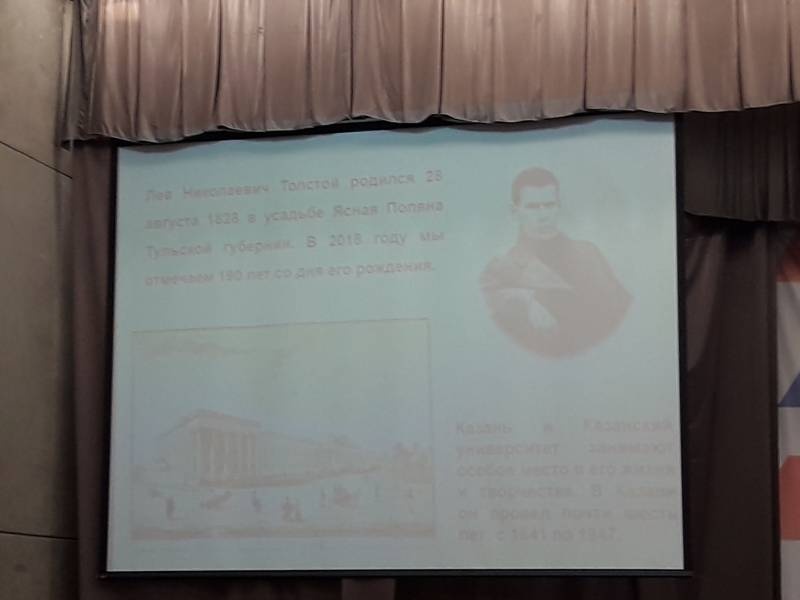 Лев Николаевич Толстой родился 28
августа 1828 в усадьбе Ясная Поляна
Тульской губернии. В 2018 году мы
отмечаем 190 лет со дня его рождения.
Казань и Казанский
университет занимают
особое место в его жизни
и творчестве. В Казани
он провел почти шесть
лет с 1841 по 1847.